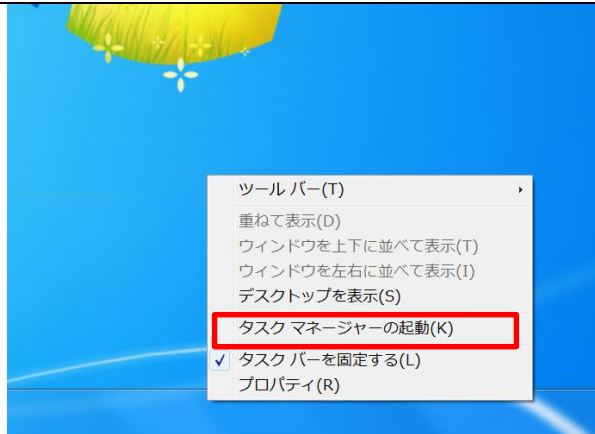 ツール バー(T)
重ねて表示(D)
ウィンドウを上下に並べて表示(T)
ウィンドウを左右に並べて表示(I)
デスクトップを表示(S)
タスク マネージャーの起動(K)
タスク バーを固定する(L)
プロパティ(R)